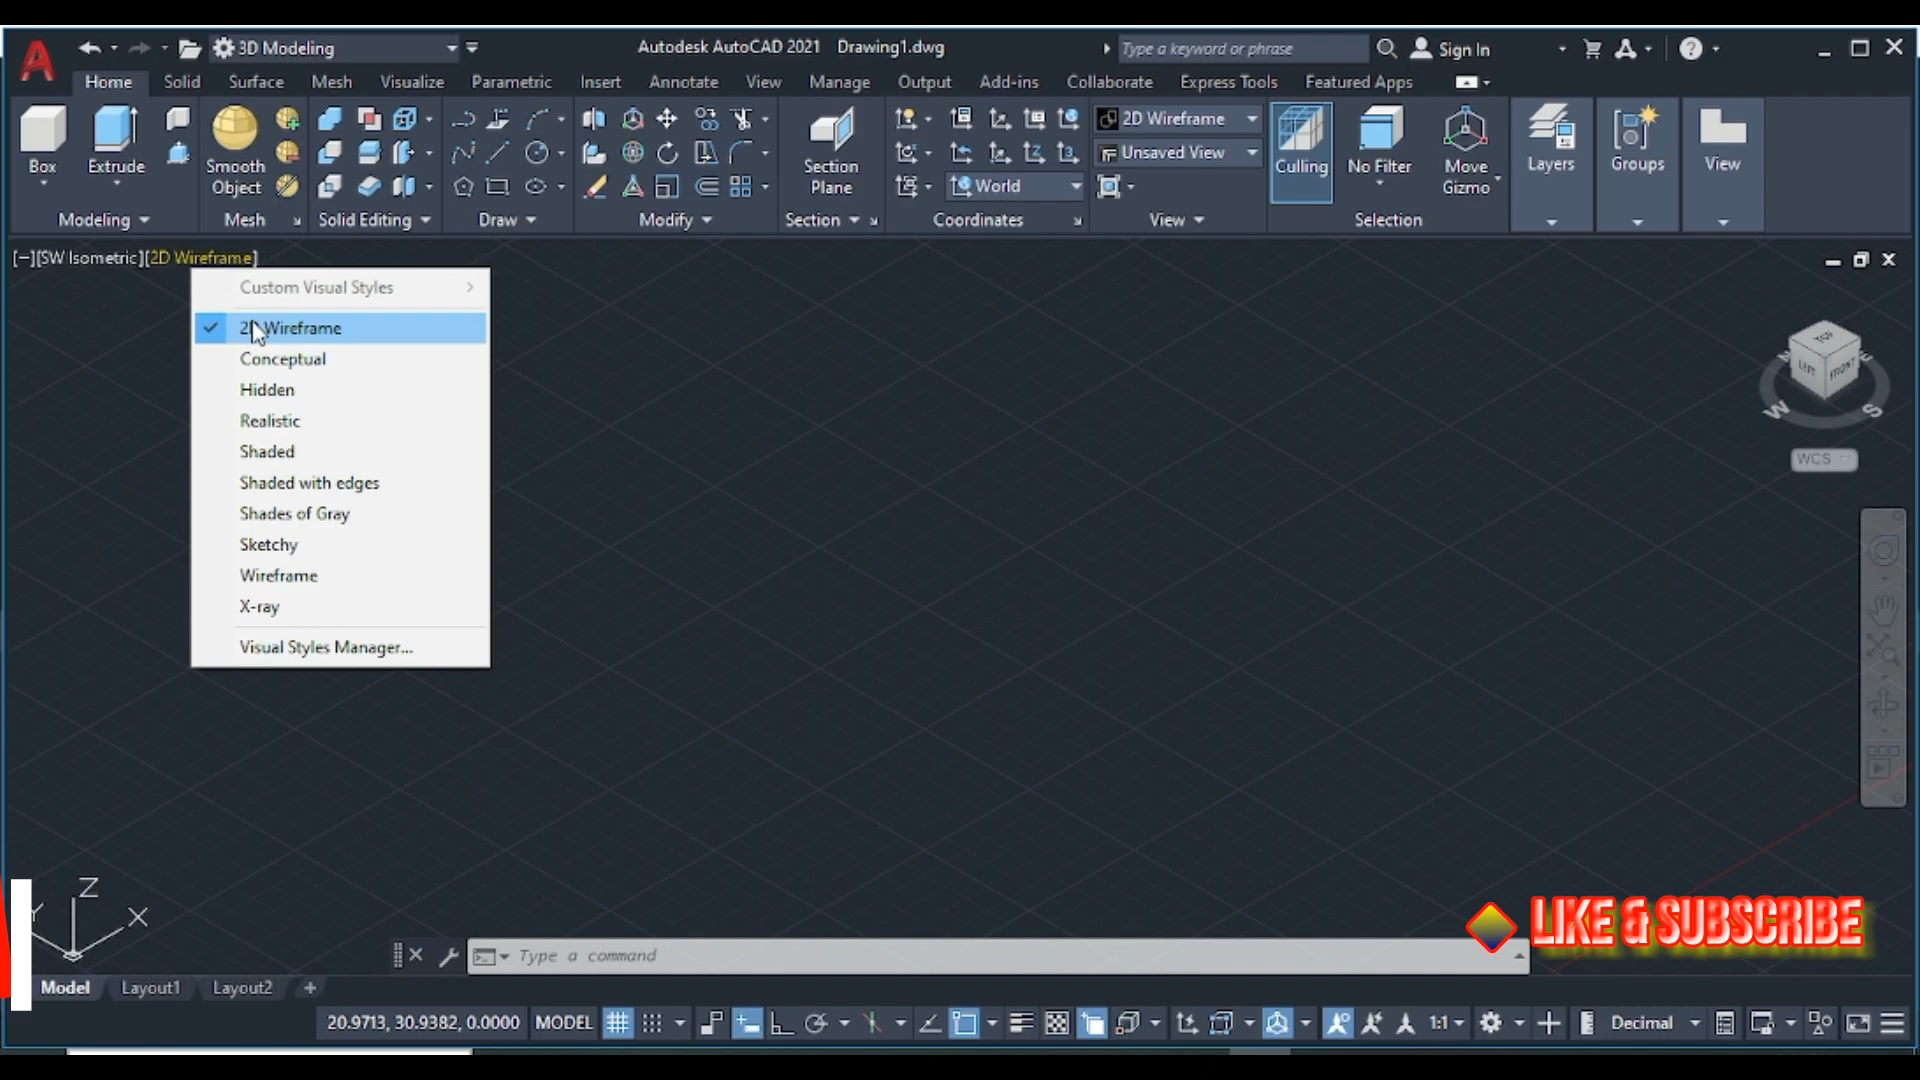 3D Modeling
Autodesk AutoCAD 2021 Drawing1.dwg
Type a keyword or phrase
Sign In
Home Solid Surface Mesh Visualize Parametric Insert Annotate View Manage Output Add-ins Collaborate Express Tools Featured Apps
Box
Extrude
Smooth
Object
Section
Plane
2D Wireframe
Unsaved View
World
Culling
No Filter
Move
Gizmo
Layers
Groups
View
Modeling Mesh Solid Editing Draw Modify Section Coordinates View Selection
[−][SW Isometric][2D Wireframe]
Custom Visual Styles
2D Wireframe
Conceptual
Hidden
Realistic
Shaded
Shaded with edges
Shades of Gray
Sketchy
Wireframe
X-ray
Visual Styles Manager...
TOP
LEFT
FRONT
N
E
W
S
WCS
Z
Y
X
LIKE & SUBSCRIBE
Type a command
Model Layout1 Layout2 +
20.9713, 30.9382, 0.0000 MODEL 1:1 Decimal